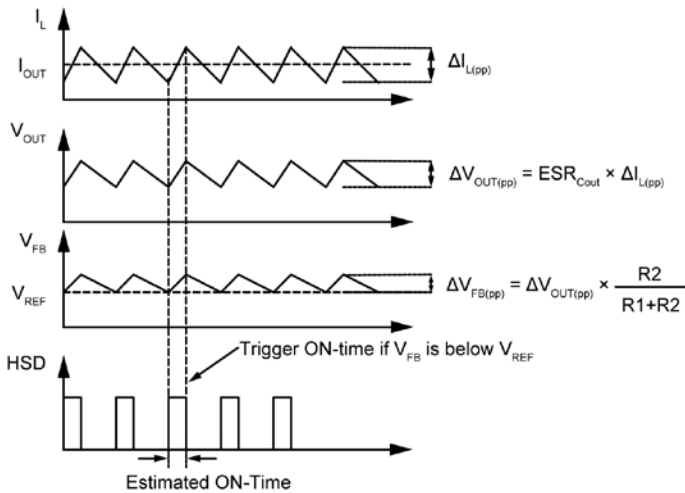 I_L
I_OUT
ΔI_L(pp)
V_OUT
ΔV_OUT(pp) = ESR_Cout × ΔI_L(pp)
V_FB
V_REF
ΔV_FB(pp) = ΔV_OUT(pp) × R2 / R1+R2
Trigger ON-time if V_FB is below V_REF
HSD
Estimated ON-Time